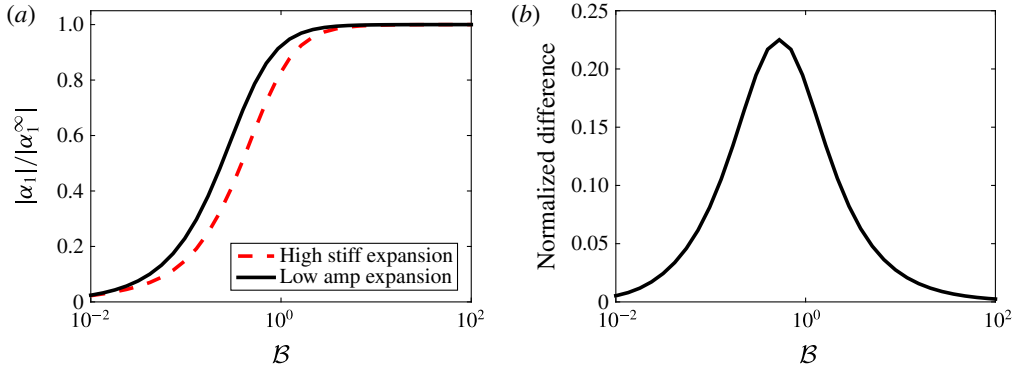 (a)
1.0
0.8
0.6
0.4
0.2
0
|α₁|/|α₁^∞|
High stiff expansion
Low amp expansion
10⁻² 10⁰ 10²
ℬ
(b)
0.25
0.20
0.15
0.10
0.05
0
Normalized difference
10⁻² 10⁰ 10²
ℬ